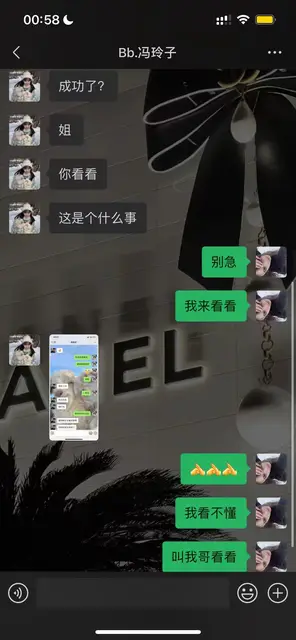 00:58
Bb.冯玲子
成功了?
姐
你看看
这是个什么事
别急
我来看看
A
EL
我看不懂
叫我哥看看